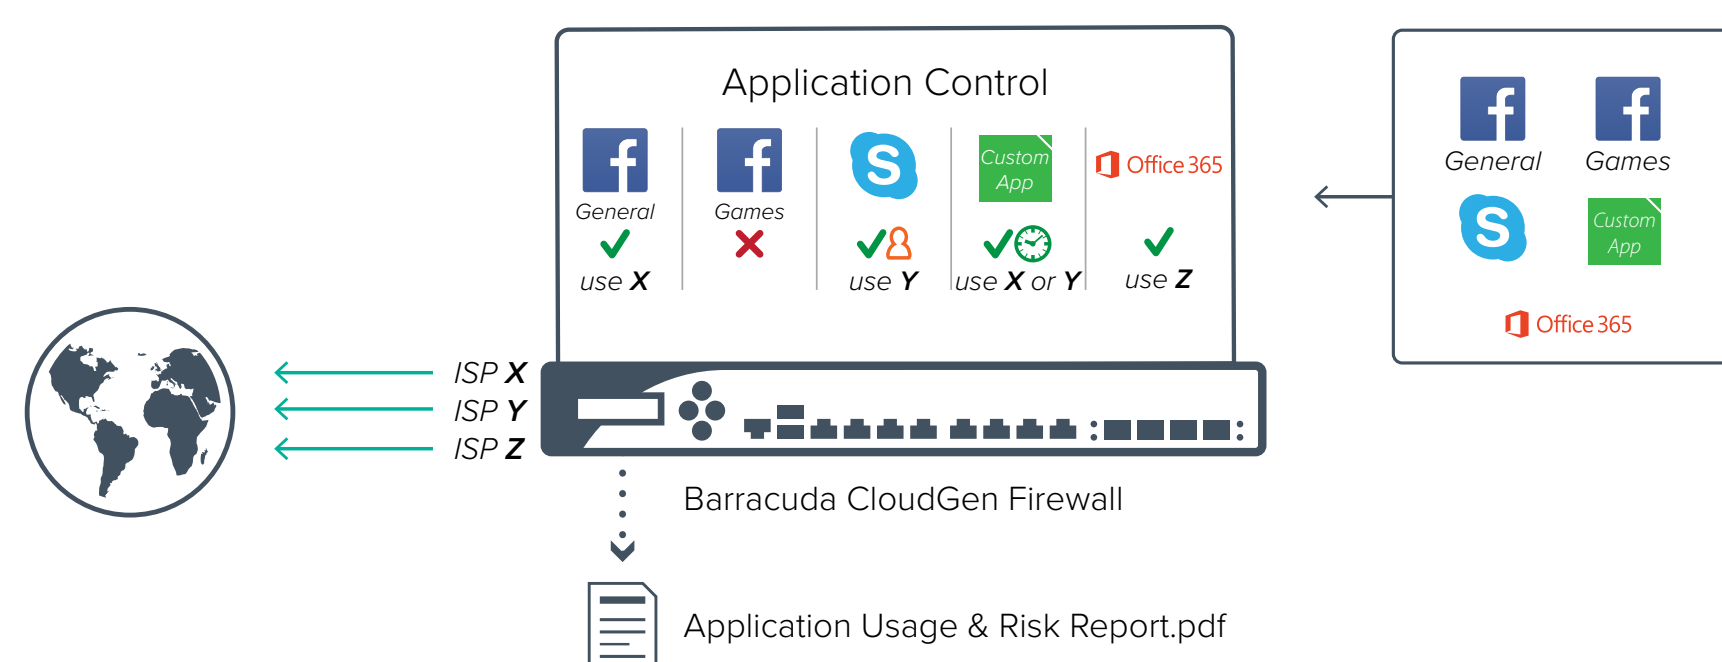 Application Control
General
Games
S
Custom
App
Office 365
use X
use Y
use X or Y
use Z
General
Games
S
Custom
App
Office 365
ISP X
ISP Y
ISP Z
Barracuda CloudGen Firewall
Application Usage & Risk Report.pdf